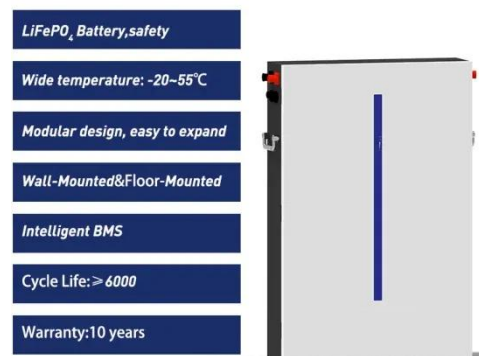 LiFePO₄ Battery,safety
Wide temperature: -20~55℃
Modular design, easy to expand
Wall-Mounted&Floor-Mounted
Intelligent BMS
Cycle Life:≥6000
Warranty:10 years